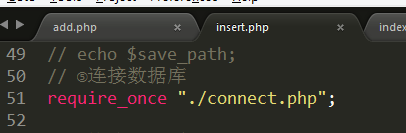 add.php × insert.php × index
49 // echo $save_path;
50 // ⑤连接数据库
51 require_once "./connect.php";
52